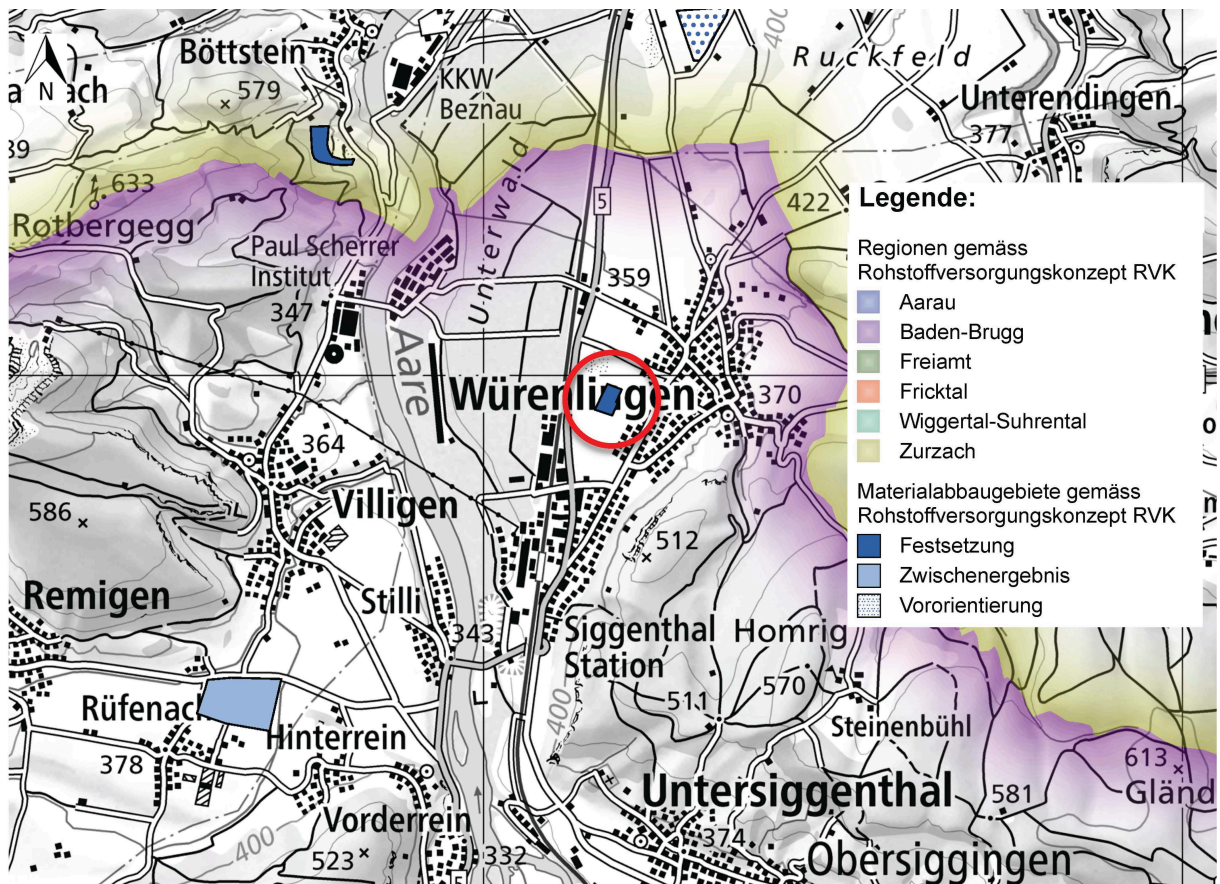 Böttstein
579
N
KKW
Beznau
400
Ruckfeld
Unterendingen
377
89
633
Rotbergegg
Paul Scherrer
Institut
347
Unterwald
5
359
422
Aare
Würenlingen
370
364
Villigen
586
512
Remigen
Stilli
343
Siggenthal
Station
Homrig
570
511
400
Rüfenach
Hinterrein
378
Steinenbühl
613
Gländ
Untersiggenthal
581
Vorderrein
400
523
332
5
374
Obersiggingen
Legende:
Regionen gemäss
Rohstoffversorgungskonzept RVK
Aarau
Baden-Brugg
Freiamt
Fricktal
Wiggertal-Suhrental
Zurzach
Materialabbaugebiete gemäss
Rohstoffversorgungskonzept RVK
Festsetzung
Zwischenergebnis
Vororientierung